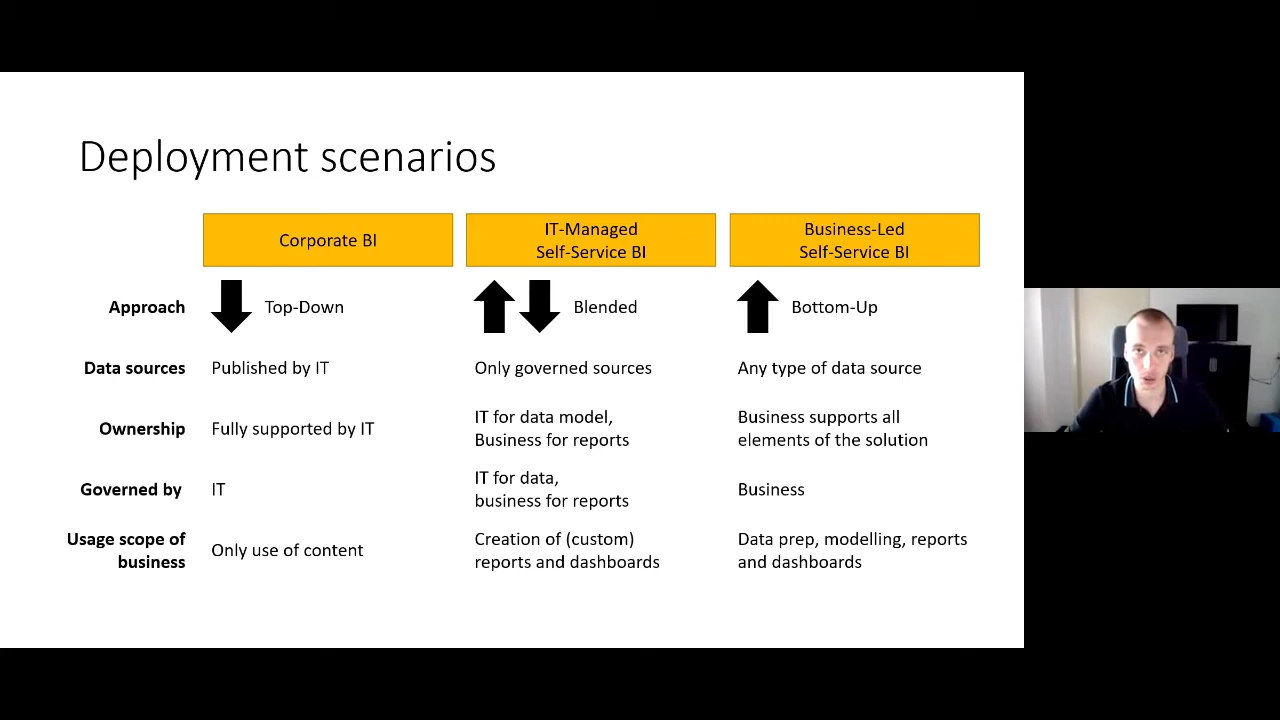 Deployment scenarios
Corporate BI
IT-Managed
Self-Service BI
Business-Led
Self-Service BI
Approach
Top-Down
Blended
Bottom-Up
Data sources
Published by IT
Only governed sources
Any type of data source
Ownership
Fully supported by IT
IT for data model,
Business for reports
Business supports all
elements of the solution
Governed by
IT
IT for data,
business for reports
Business
Usage scope of
business
Only use of content
Creation of (custom)
reports and dashboards
Data prep, modelling, reports
and dashboards